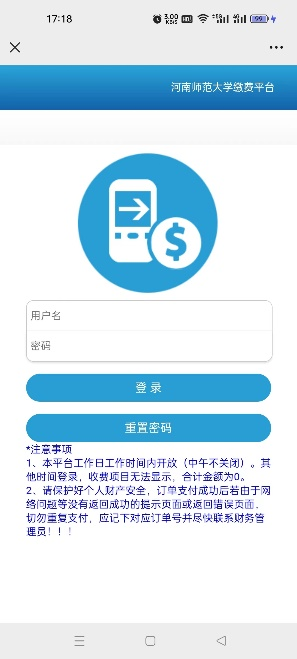 17:18
3.00
KB/S
HD
5G
4G
99
河南师范大学缴费平台
用户名
密码
登 录
重置密码
*注意事项
1、本平台工作日工作时间内开放（中午不关闭）。其
他时间登录，收费项目无法显示，合计金额为0。
2、请保护好个人财产安全，订单支付成功后若由于网
络问题等没有返回成功的提示页面或返回错误页面，
切勿重复支付，应记下对应订单号并尽快联系财务管
理员！！！